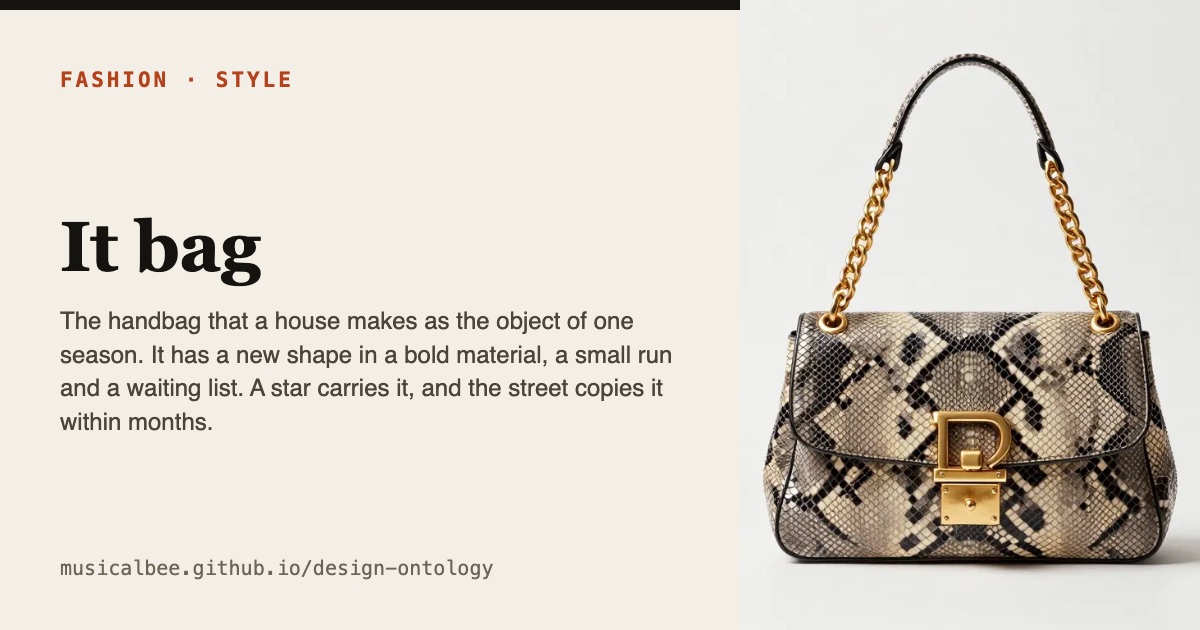 FASHION · STYLE
It bag
The handbag that a house makes as the object of one
season. It has a new shape in a bold material, a small run
and a waiting list. A star carries it, and the street copies it
within months.
musicalbee.github.io/design-ontology
D